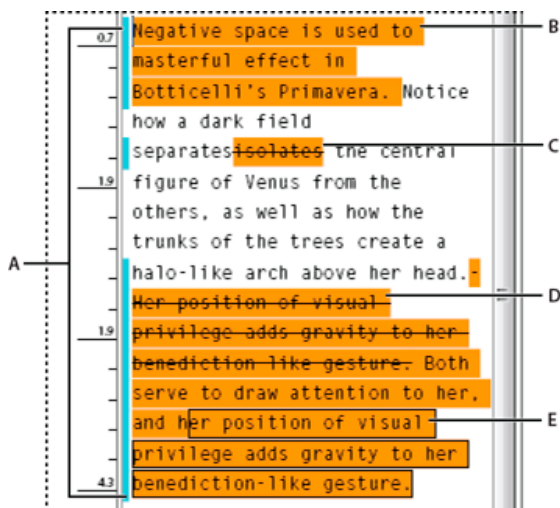 Negative space is used to B
0.7
masterful effect in
Botticelli's Primavera. Notice
how a dark field
separatesisolates the central C
1.9 figure of Venus from the
others, as well as how the
trunks of the trees create a
A halo-like arch above her head.-
Her position of visual D
1.9 privilege adds gravity to her
benediction like gesture. Both
serve to draw attention to her,
and her position of visual E
privilege adds gravity to her
4.3 benediction-like gesture.